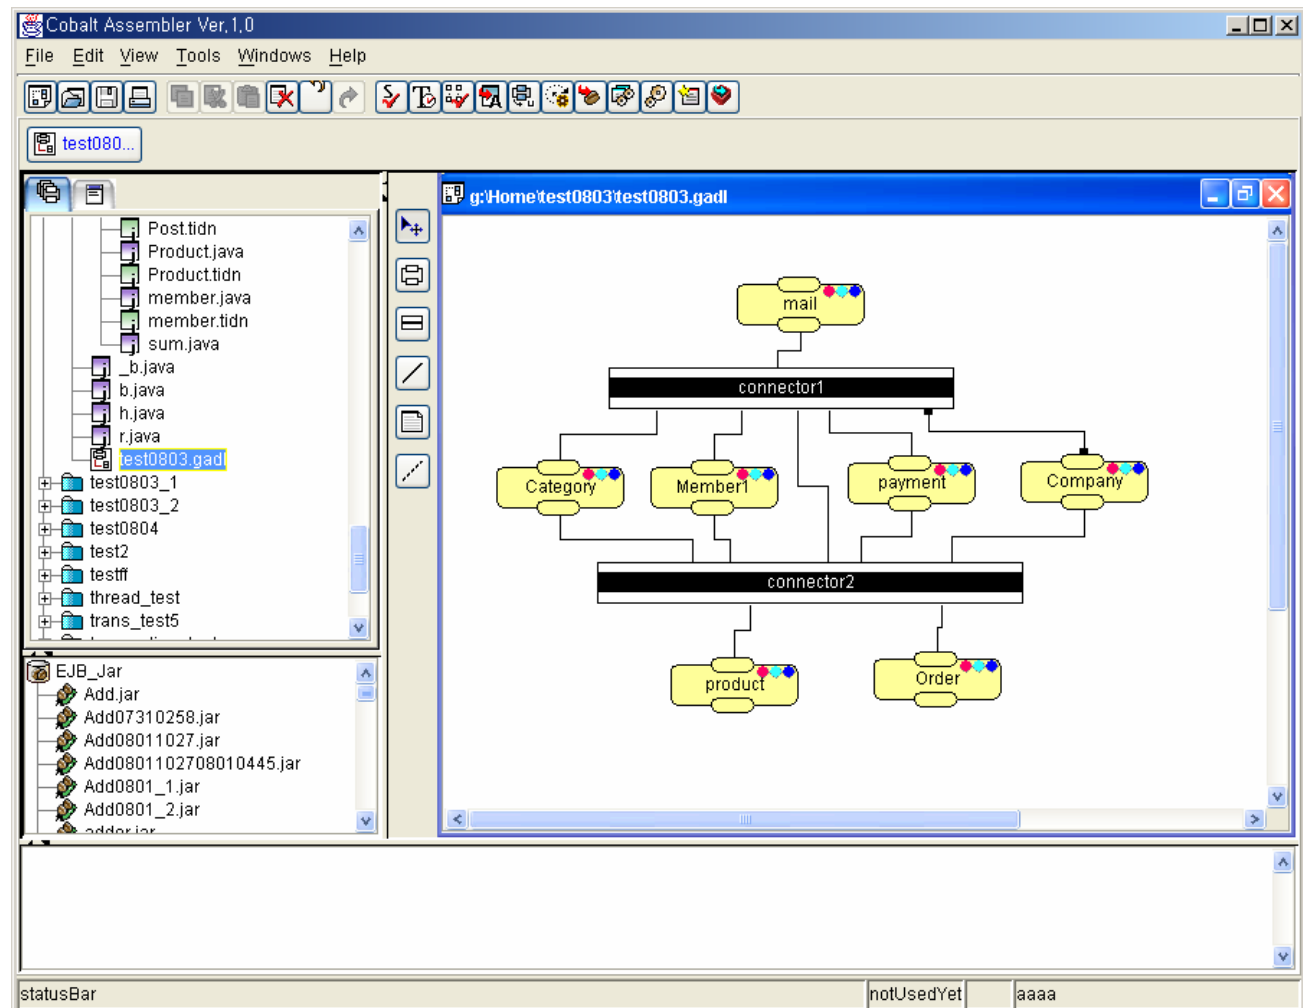 Cobalt Assembler Ver,1,0
File Edit View Tools Windows Help
test080...
g:\Home\test0803\test0803.gadl
Post.tidn
Product.java
Product.tidn
member.java
member.tidn
sum.java
_b.java
b.java
h.java
r.java
test0803.gadl
test0803_1
test0803_2
test0804
test2
testff
thread_test
trans_test5
EJB_Jar
Add.jar
Add07310258.jar
Add08011027.jar
Add0801102708010445.jar
Add0801_1.jar
Add0801_2.jar
adder.jar
mail
connector1
Category
Member1
payment
Company
connector2
product
Order
statusBar
notUsedYet
aaaa